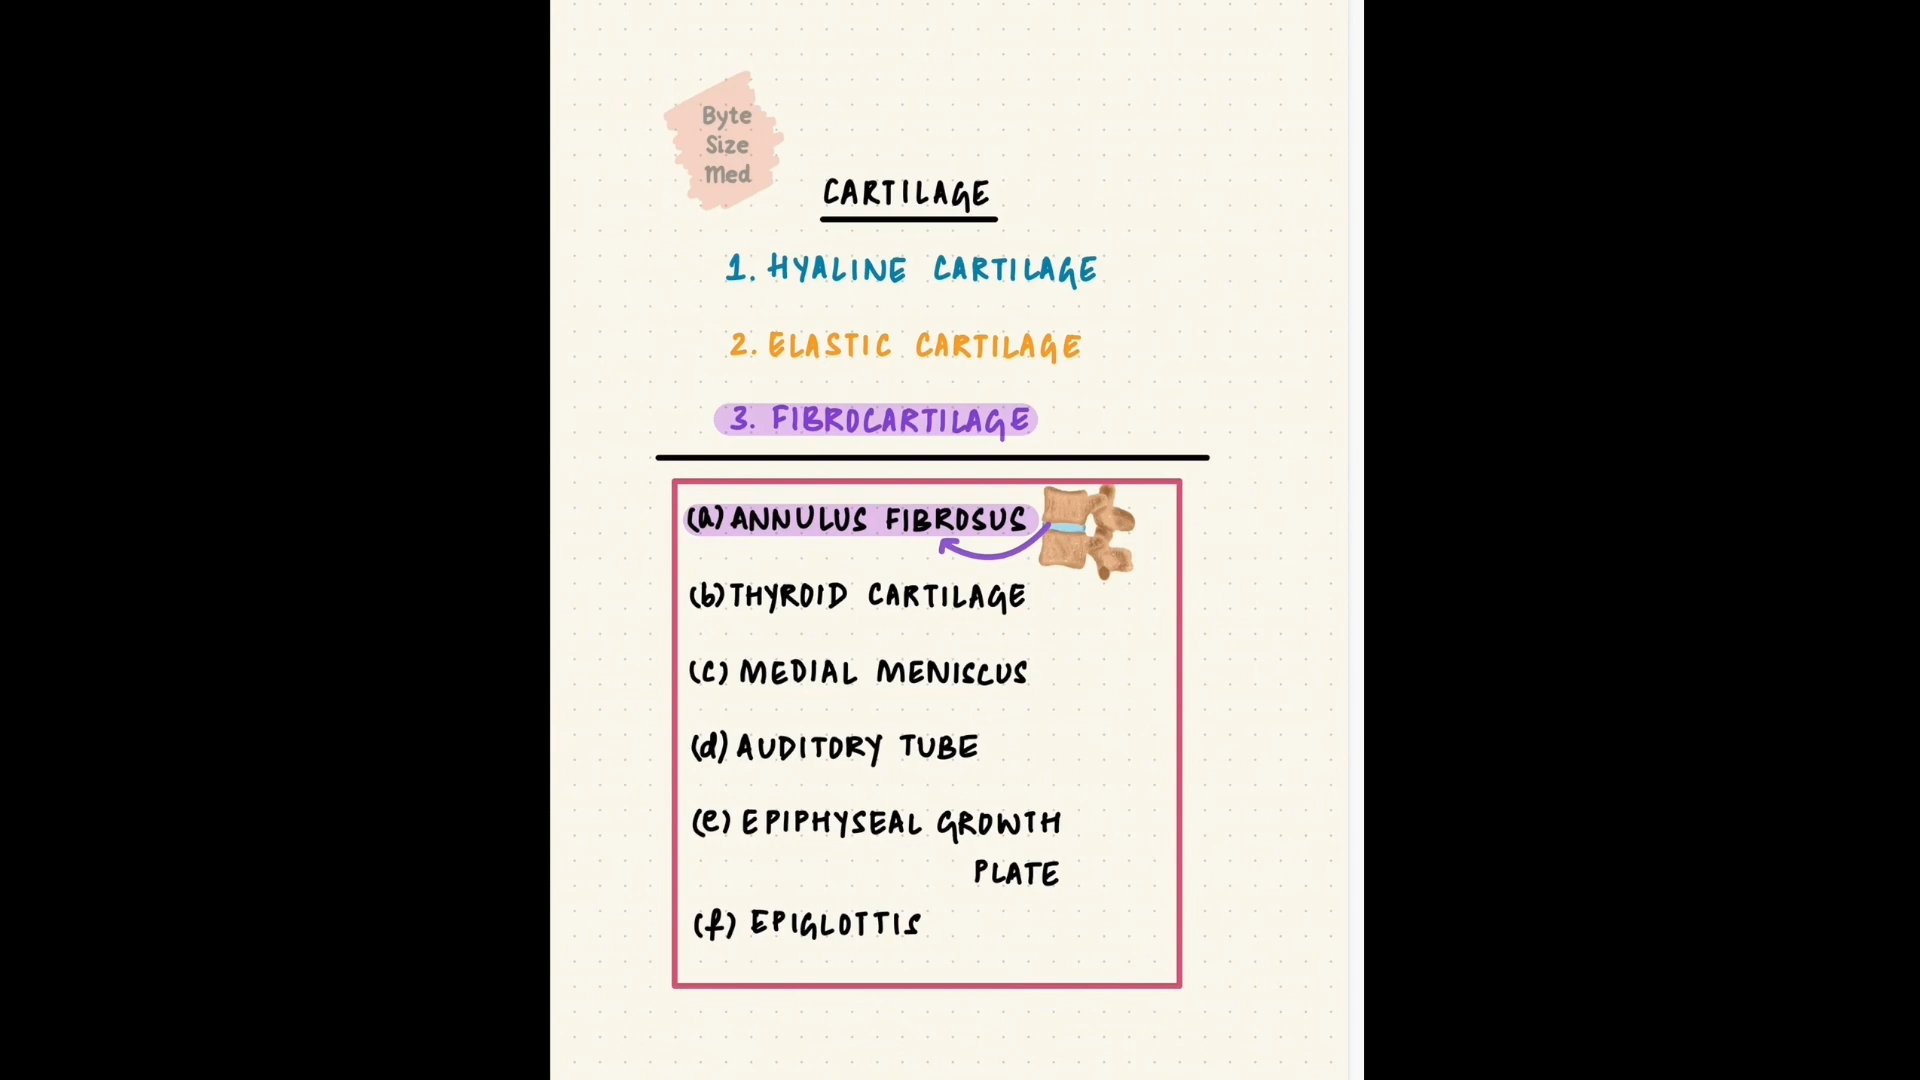 Byte
Size
Med
CARTILAGE
1. HYALINE CARTILAGE
2. ELASTIC CARTILAGE
3. FIBROCARTILAGE
(a) ANNULUS FIBROSUS
(b) THYROID CARTILAGE
(c) MEDIAL MENISCUS
(d) AUDITORY TUBE
(e) EPIPHYSEAL GROWTH
PLATE
(f) EPIGLOTTIS